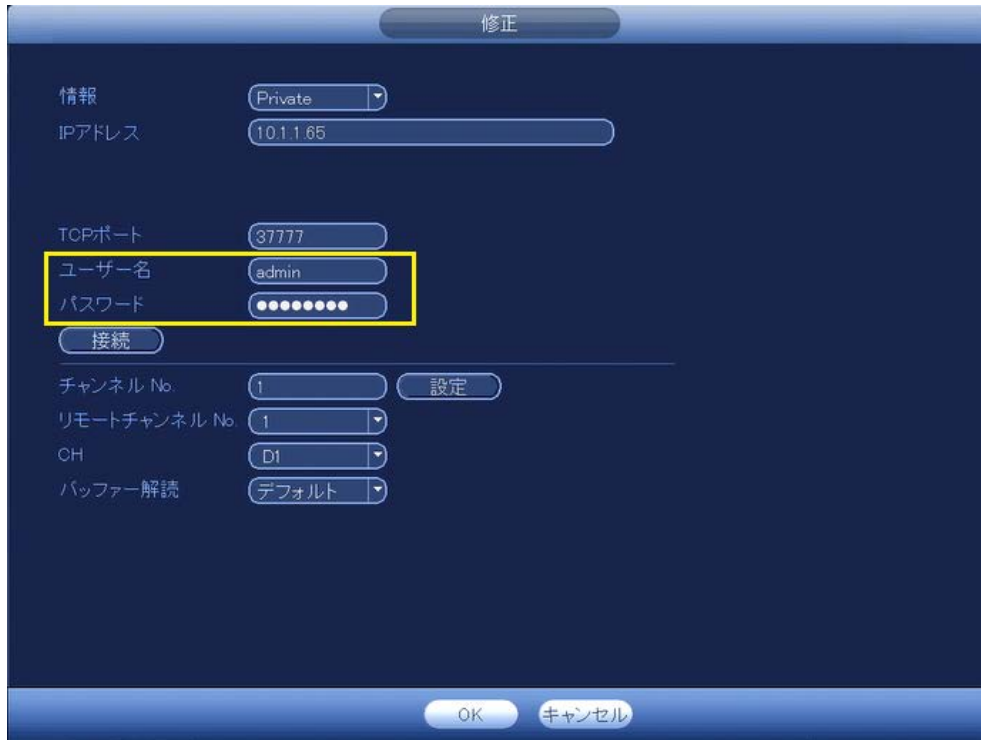 修正
情報 Private
IPアドレス 10.1.1.65
TCPポート 37777
ユーザー名 admin
パスワード ●●●●●●●●
接続
チャンネル No. 1 設定
リモートチャンネル No. 1
CH D1
バッファー解読 デフォルト
OK キャンセル